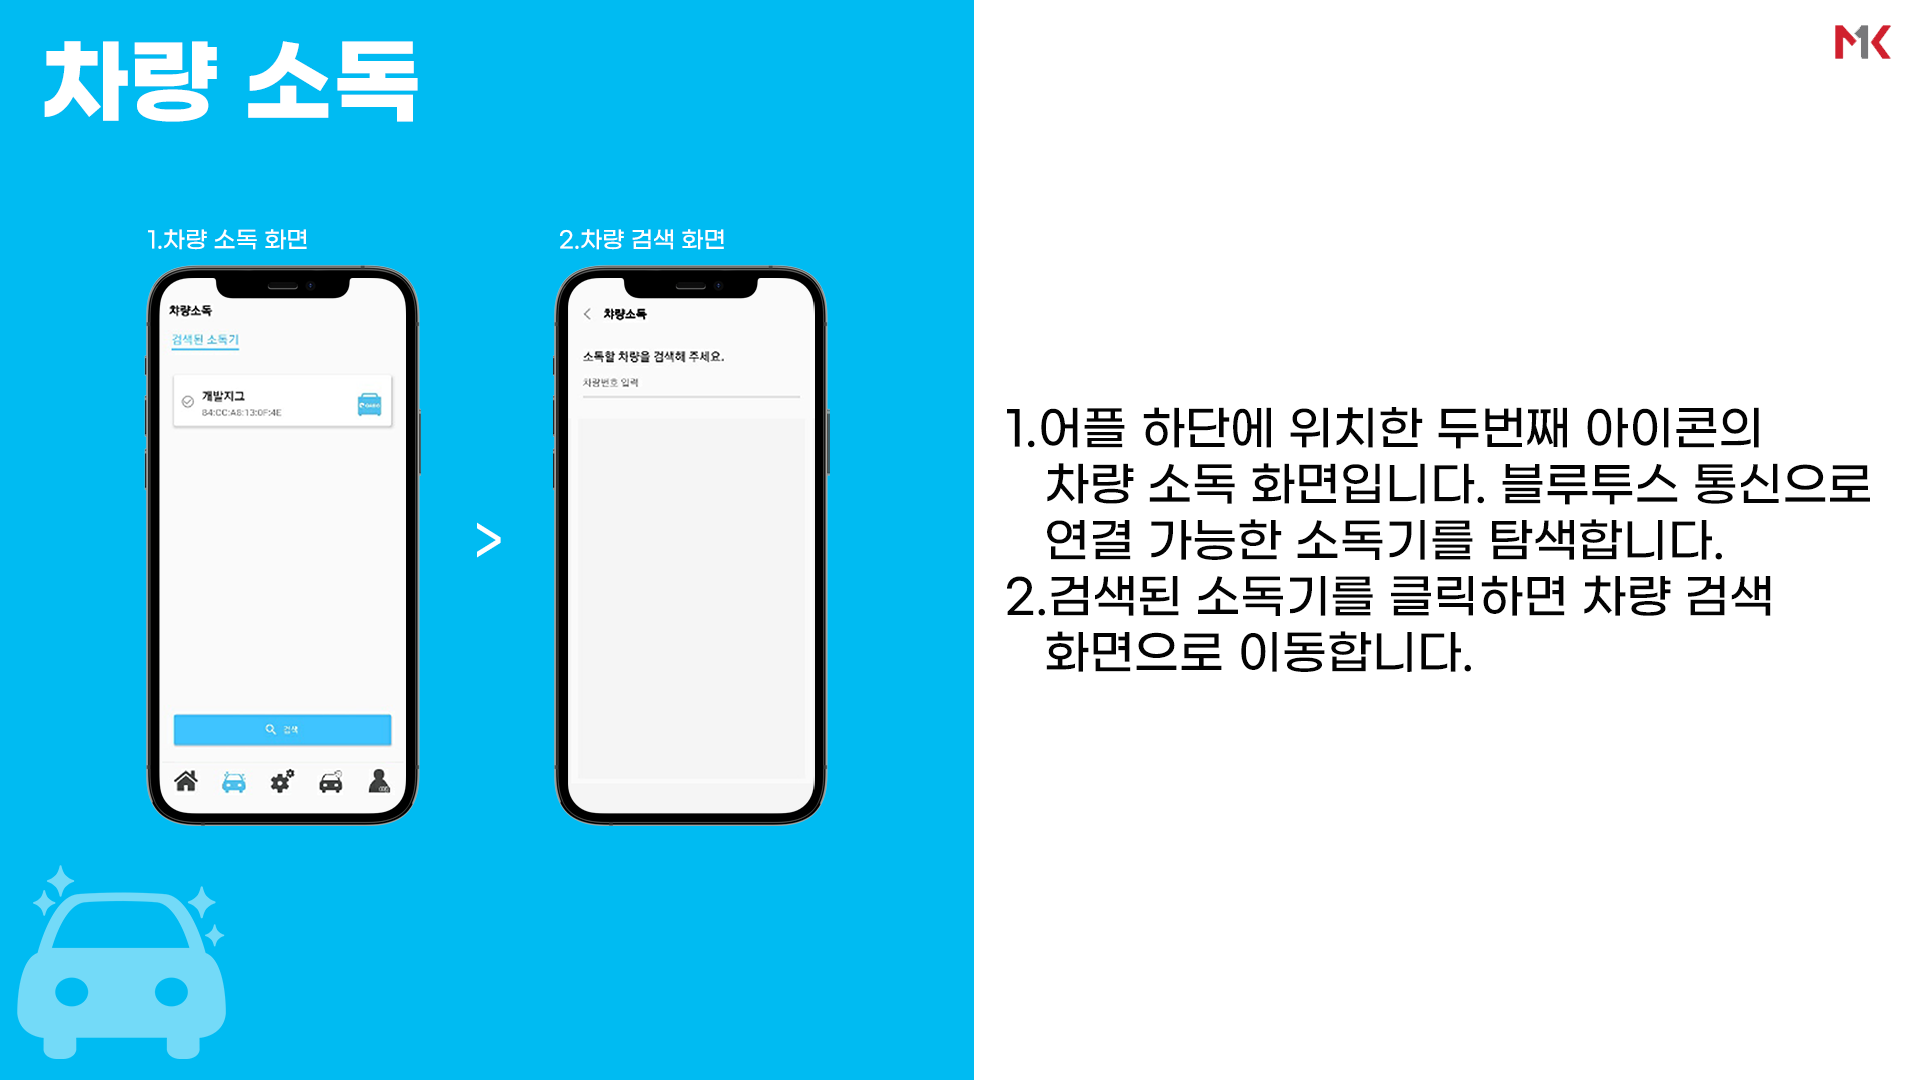 차량 소독
MK
1.차량 소독 화면
차량소독
검색된 소독기
개발지그
84:CC:A8:13:0F:4E
검색
>
2.차량 검색 화면
차량소독
소독할 차량을 검색해 주세요.
차량번호 입력
1.어플 하단에 위치한 두번째 아이콘의
차량 소독 화면입니다. 블루투스 통신으로
연결 가능한 소독기를 탐색합니다.
2.검색된 소독기를 클릭하면 차량 검색
화면으로 이동합니다.